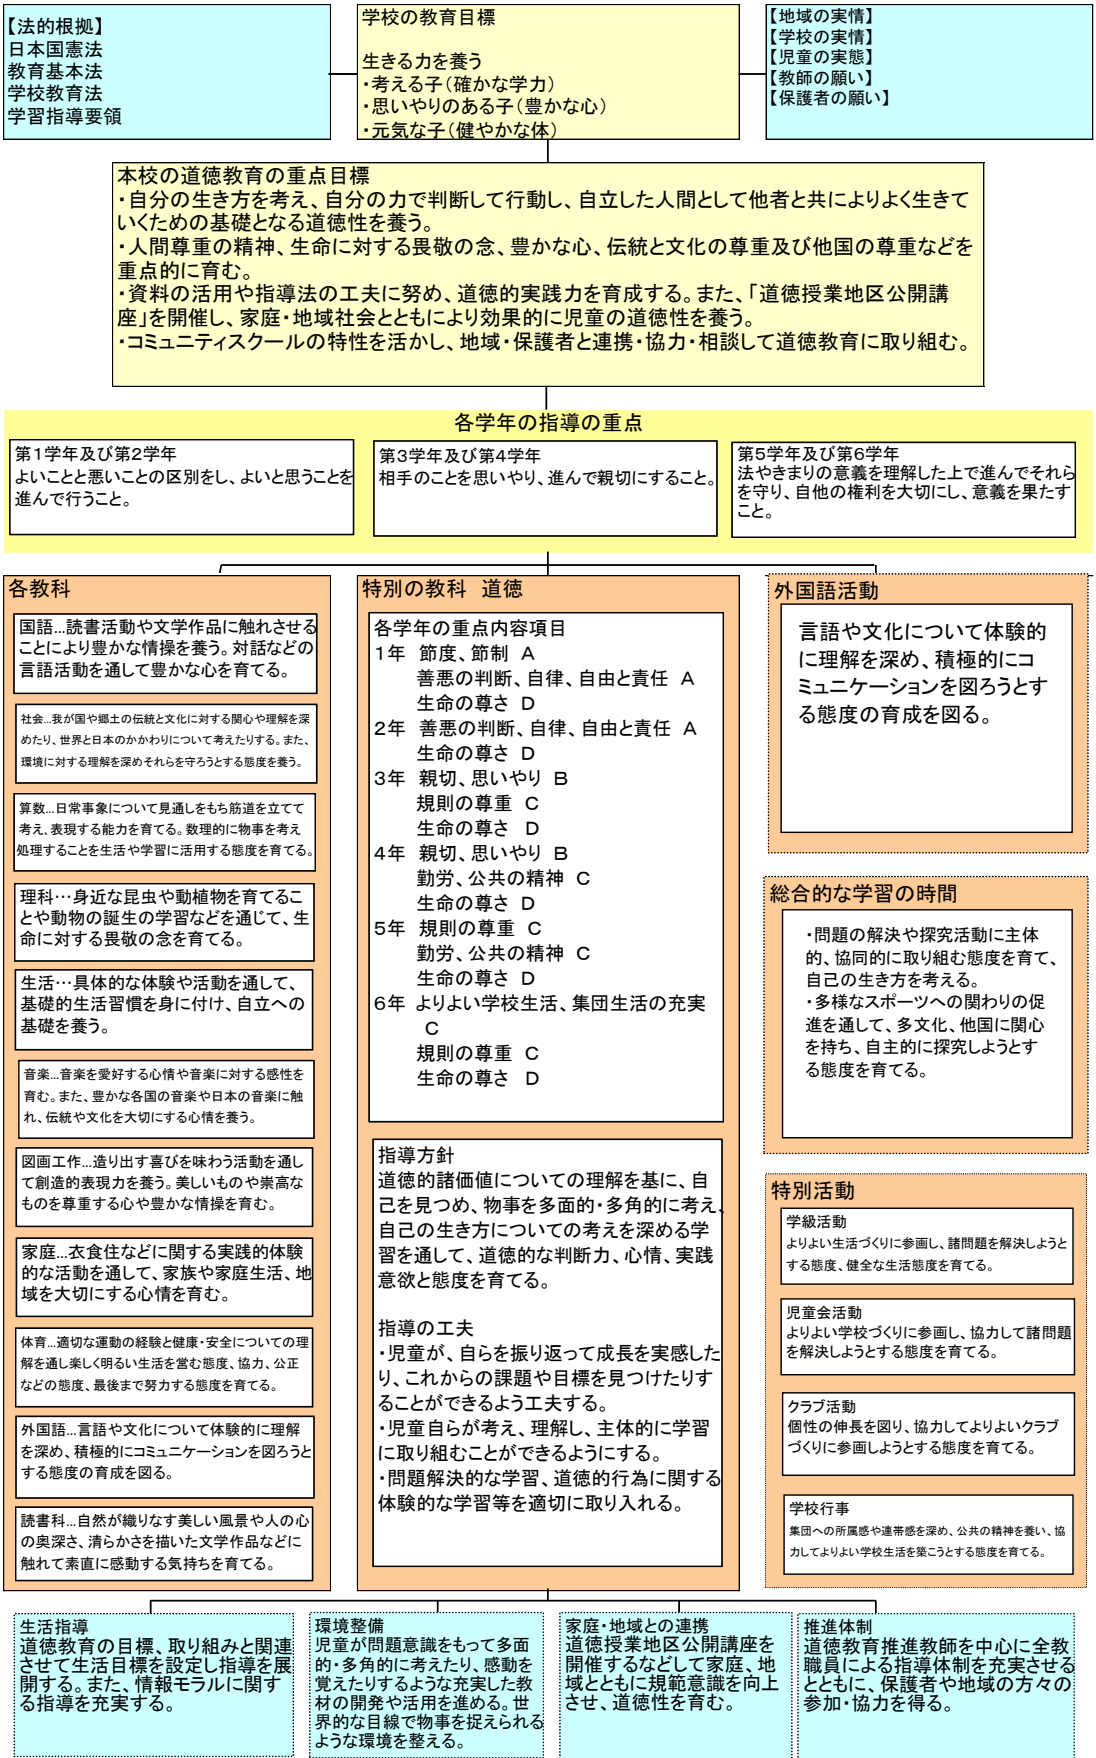 【法的根拠】
日本国憲法
教育基本法
学校教育法
学習指導要領
学校の教育目標
生きる力を養う
・考える子(確かな学力)
・思いやりのある子(豊かな心)
・元気な子(健やかな体)
【地域の実情】
【学校の実情】
【児童の実態】
【教師の願い】
【保護者の願い】
本校の道徳教育の重点目標
・自分の生き方を考え、自分の力で判断して行動し、自立した人間として他者と共によりよく生きて
いくための基礎となる道徳性を養う。
・人間尊重の精神、生命に対する畏敬の念、豊かな心、伝統と文化の尊重及び他国の尊重などを
重点的に育む。
・資料の活用や指導法の工夫に努め、道徳的実践力を育成する。また、「道徳授業地区公開講
座」を開催し、家庭・地域社会とともにより効果的に児童の道徳性を養う。
・コミュニティスクールの特性を活かし、地域・保護者と連携・協力・相談して道徳教育に取り組む。
各学年の指導の重点
第1学年及び第2学年
よいことと悪いことの区別をし、よいと思うことを
進んで行うこと。
第3学年及び第4学年
相手のことを思いやり、進んで親切にすること。
第5学年及び第6学年
法やきまりの意義を理解した上で進んでそれら
を守り、自他の権利を大切にし、意義を果たす
こと。
各教科
国語…読書活動や文学作品に触れさせる
ことにより豊かな情操を養う。対話などの
言語活動を通して豊かな心を育てる。
社会…我が国や郷土の伝統と文化に対する関心や理解を深
めたり、世界と日本のかかわりについて考えたりする。また、
環境に対する理解を深めそれらを守ろうとする態度を養う。
算数…日常事象について見通しをもち筋道を立てて
考え、表現する能力を育てる。数理的に物事を考え
処理することを生活や学習に活用する態度を育てる。
理科…身近な昆虫や動植物を育てるこ
とや動物の誕生の学習などを通じて、生
命に対する畏敬の念を育てる。
生活…具体的な体験や活動を通して、
基礎的生活習慣を身に付け、自立への
基礎を養う。
音楽…音楽を愛好する心情や音楽に対する感性を
育む。また、豊かな各国の音楽や日本の音楽に触
れ、伝統や文化を大切にする心情を養う。
図画工作…造り出す喜びを味わう活動を通し
て創造的表現力を養う。美しいものや崇高な
ものを尊重する心や豊かな情操を育む。
家庭…衣食住などに関する実践的体験
的な活動を通して、家族や家庭生活、地
域を大切にする心情を育む。
体育…適切な運動の経験と健康・安全についての理
解を通し楽しく明るい生活を営む態度、協力、公正
などの態度、最後まで努力する態度を育てる。
外国語…言語や文化について体験的に理解
を深め、積極的にコミュニケーションを図ろうと
する態度の育成を図る。
読書科…自然が織りなす美しい風景や人の心
の奥深さ、清らかさを描いた文学作品などに
触れて素直に感動する気持ちを育てる。
特別の教科 道徳
各学年の重点内容項目
1年 節度、節制 A
善悪の判断、自律、自由と責任 A
生命の尊さ D
2年 善悪の判断、自律、自由と責任 A
生命の尊さ D
3年 親切、思いやり B
規則の尊重 C
生命の尊さ D
4年 親切、思いやり B
勤労、公共の精神 C
生命の尊さ D
5年 規則の尊重 C
勤労、公共の精神 C
生命の尊さ D
6年 よりよい学校生活、集団生活の充実
C
規則の尊重 C
生命の尊さ D
指導方針
道徳的諸価値についての理解を基に、自
己を見つめ、物事を多面的・多角的に考え、
自己の生き方についての考えを深める学
習を通して、道徳的な判断力、心情、実践
意欲と態度を育てる。
指導の工夫
・児童が、自らを振り返って成長を実感した
り、これからの課題や目標を見つけたりす
ることができるよう工夫する。
・児童自らが考え、理解し、主体的に学習
に取り組むことができるようにする。
・問題解決的な学習、道徳的行為に関する
体験的な学習等を適切に取り入れる。
外国語活動
言語や文化について体験的
に理解を深め、積極的にコ
ミュニケーションを図ろうとす
る態度の育成を図る。
総合的な学習の時間
・問題の解決や探究活動に主体
的、協同的に取り組む態度を育て、
自己の生き方を考える。
・多様なスポーツへの関わりの促
進を通して、多文化、他国に関心
を持ち、自主的に探究しようとす
る態度を育てる。
特別活動
学級活動
よりよい生活づくりに参画し、諸問題を解決しようと
する態度、健全な生活態度を育てる。
児童会活動
よりよい学校づくりに参画し、協力して諸問題
を解決しようとする態度を育てる。
クラブ活動
個性の伸長を図り、協力してよりよいクラブ
づくりに参画しようとする態度を育てる。
学校行事
集団への所属感や連帯感を深め、公共の精神を養い、協
力してよりよい学校生活を築こうとする態度を育てる。
生活指導
道徳教育の目標、取り組みと関連
させて生活目標を設定し指導を展
開する。また、情報モラルに関す
る指導を充実する。
環境整備
児童が問題意識をもって多面
的・多角的に考えたり、感動を
覚えたりするような充実した教
材の開発や活用を進める。世
界的な目線で物事を捉えられる
ような環境を整える。
家庭・地域との連携
道徳授業地区公開講座を
開催するなどして家庭、地
域とともに規範意識を向上
させ、道徳性を育む。
推進体制
道徳教育推進教師を中心に全教
職員による指導体制を充実させる
とともに、保護者や地域の方々の
参加・協力を得る。